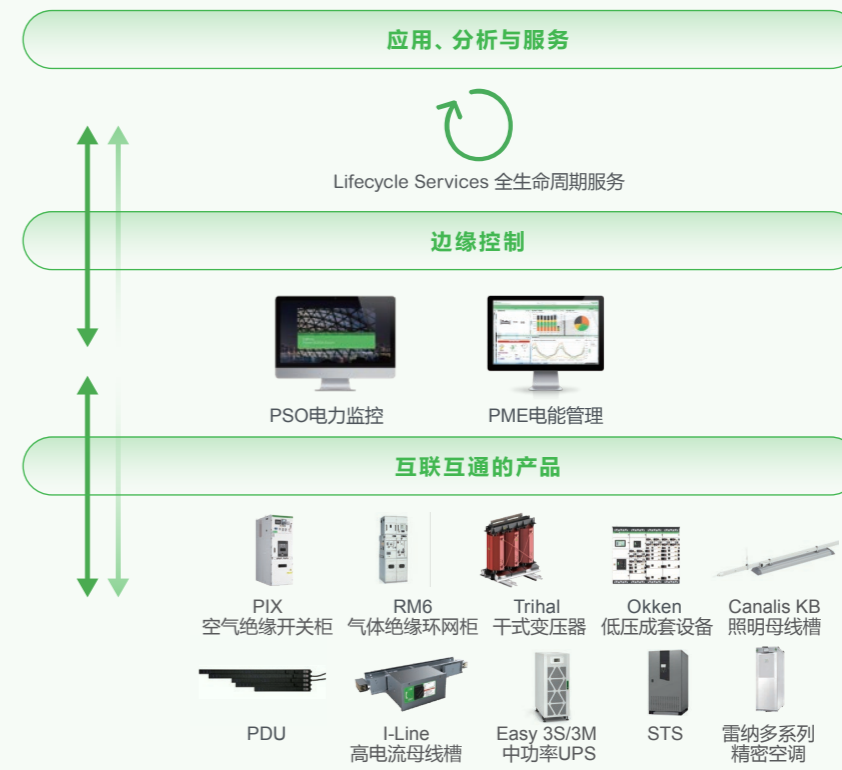 应用、分析与服务
Lifecycle Services 全生命周期服务
边缘控制
PSO电力监控
PME电能管理
互联互通的产品
PIX
空气绝缘开关柜
RM6
气体绝缘环网柜
Trihal
干式变压器
Okken
低压成套设备
Canalis KB
照明母线槽
PDU
I-Line
高电流母线槽
Easy 3S/3M
中功率UPS
STS
雷纳多系列
精密空调